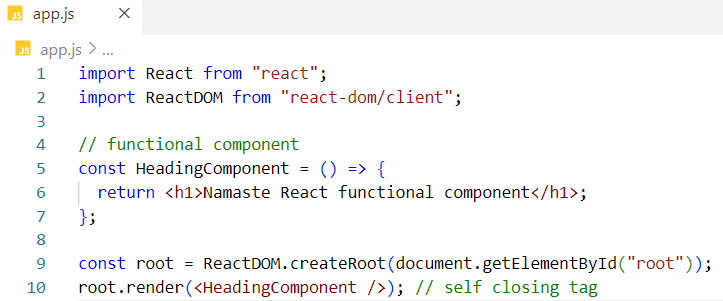 JS app.js ×
JS app.js > ...
1 import React from "react";
2 import ReactDOM from "react-dom/client";
3
4 // functional component
5 const HeadingComponent = () => {
6   return <h1>Namaste React functional component</h1>;
7 };
8
9 const root = ReactDOM.createRoot(document.getElementById("root"));
10 root.render(<HeadingComponent />); // self closing tag